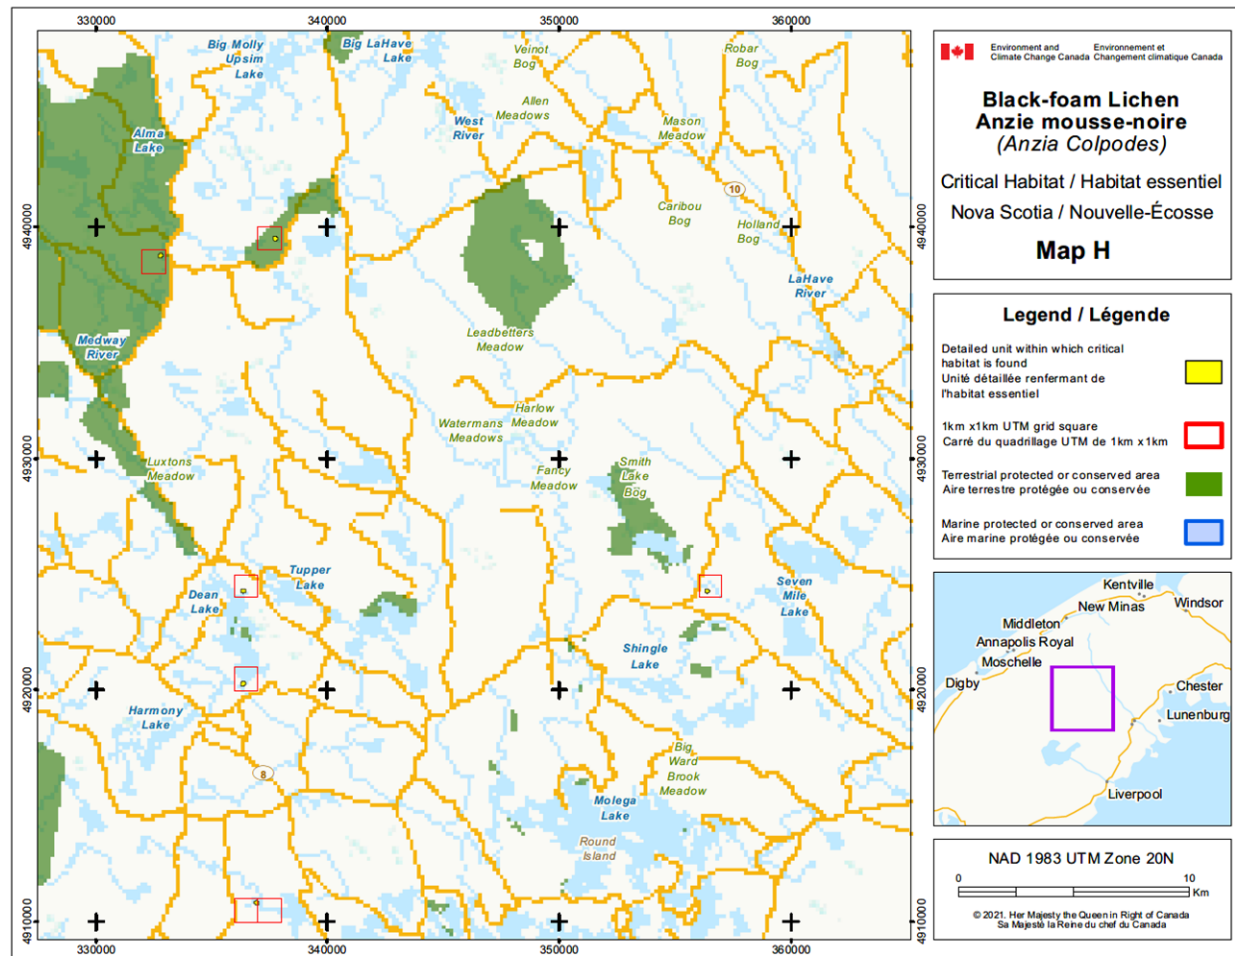 330000
340000
350000
360000
Big Molly
Upsim
Lake
Big LaHave
Lake
Veinot
Bog
Robar
Bog
Allen
Meadows
Alma
Lake
West
River
Mason
Meadow
10
Caribou
Bog
Holland
Bog
4940000
4940000
LaHave
River
Medway
River
Leadbetters
Meadow
Harlow
Meadow
Watermans
Meadows
4930000
4930000
Luxtons
Meadow
Fancy
Meadow
Smith
Lake
Bog
Tupper
Lake
Dean
Lake
Seven
Mile
Lake
Shingle
Lake
4920000
4920000
Harmony
Lake
8
Big
Ward
Brook
Meadow
Molega
Lake
Round
Island
4910000
4910000
330000
340000
350000
360000
Environment and
Climate Change Canada
Environnement et
Changement climatique Canada
Black-foam Lichen
Anzie mousse-noire
(Anzia Colpodes)
Critical Habitat / Habitat essentiel
Nova Scotia / Nouvelle-Écosse
Map H
Legend / Légende
Detailed unit within which critical
habitat is found
Unité détaillée renfermant de
l'habitat essentiel
1km x1km UTM grid square
Carré du quadrillage UTM de 1km x1km
Terrestrial protected or conserved area
Aire terrestre protégée ou conservée
Marine protected or conserved area
Aire marine protégée ou conservée
Kentville
New Minas
Windsor
Middleton
Annapolis Royal
Moschelle
Digby
Chester
Lunenburg
Liverpool
NAD 1983 UTM Zone 20N
0
10
Km
© 2021. Her Majesty the Queen in Right of Canada
Sa Majesté la Reine du chef du Canada